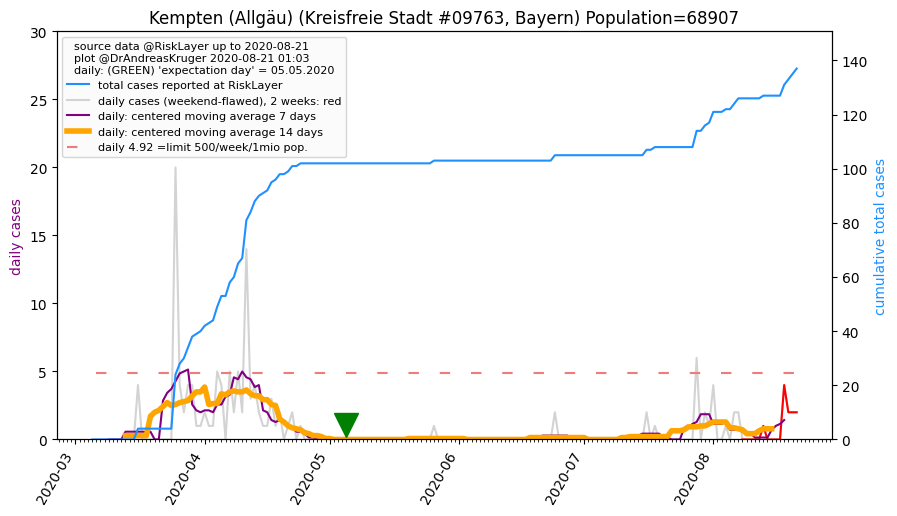 Kempten (Allgäu) (Kreisfreie Stadt #09763, Bayern) Population=68907
source data @RiskLayer up to 2020-08-21
plot @DrAndreasKruger 2020-08-21 01:03
daily: (GREEN) 'expectation day' = 05.05.2020
total cases reported at RiskLayer
daily cases (weekend-flawed), 2 weeks: red
daily: centered moving average 7 days
daily: centered moving average 14 days
daily 4.92 =limit 500/week/1mio pop.
daily cases
30
25
20
15
10
5
0
cumulative total cases
140
120
100
80
60
40
20
0
2020-03
2020-04
2020-05
2020-06
2020-07
2020-08